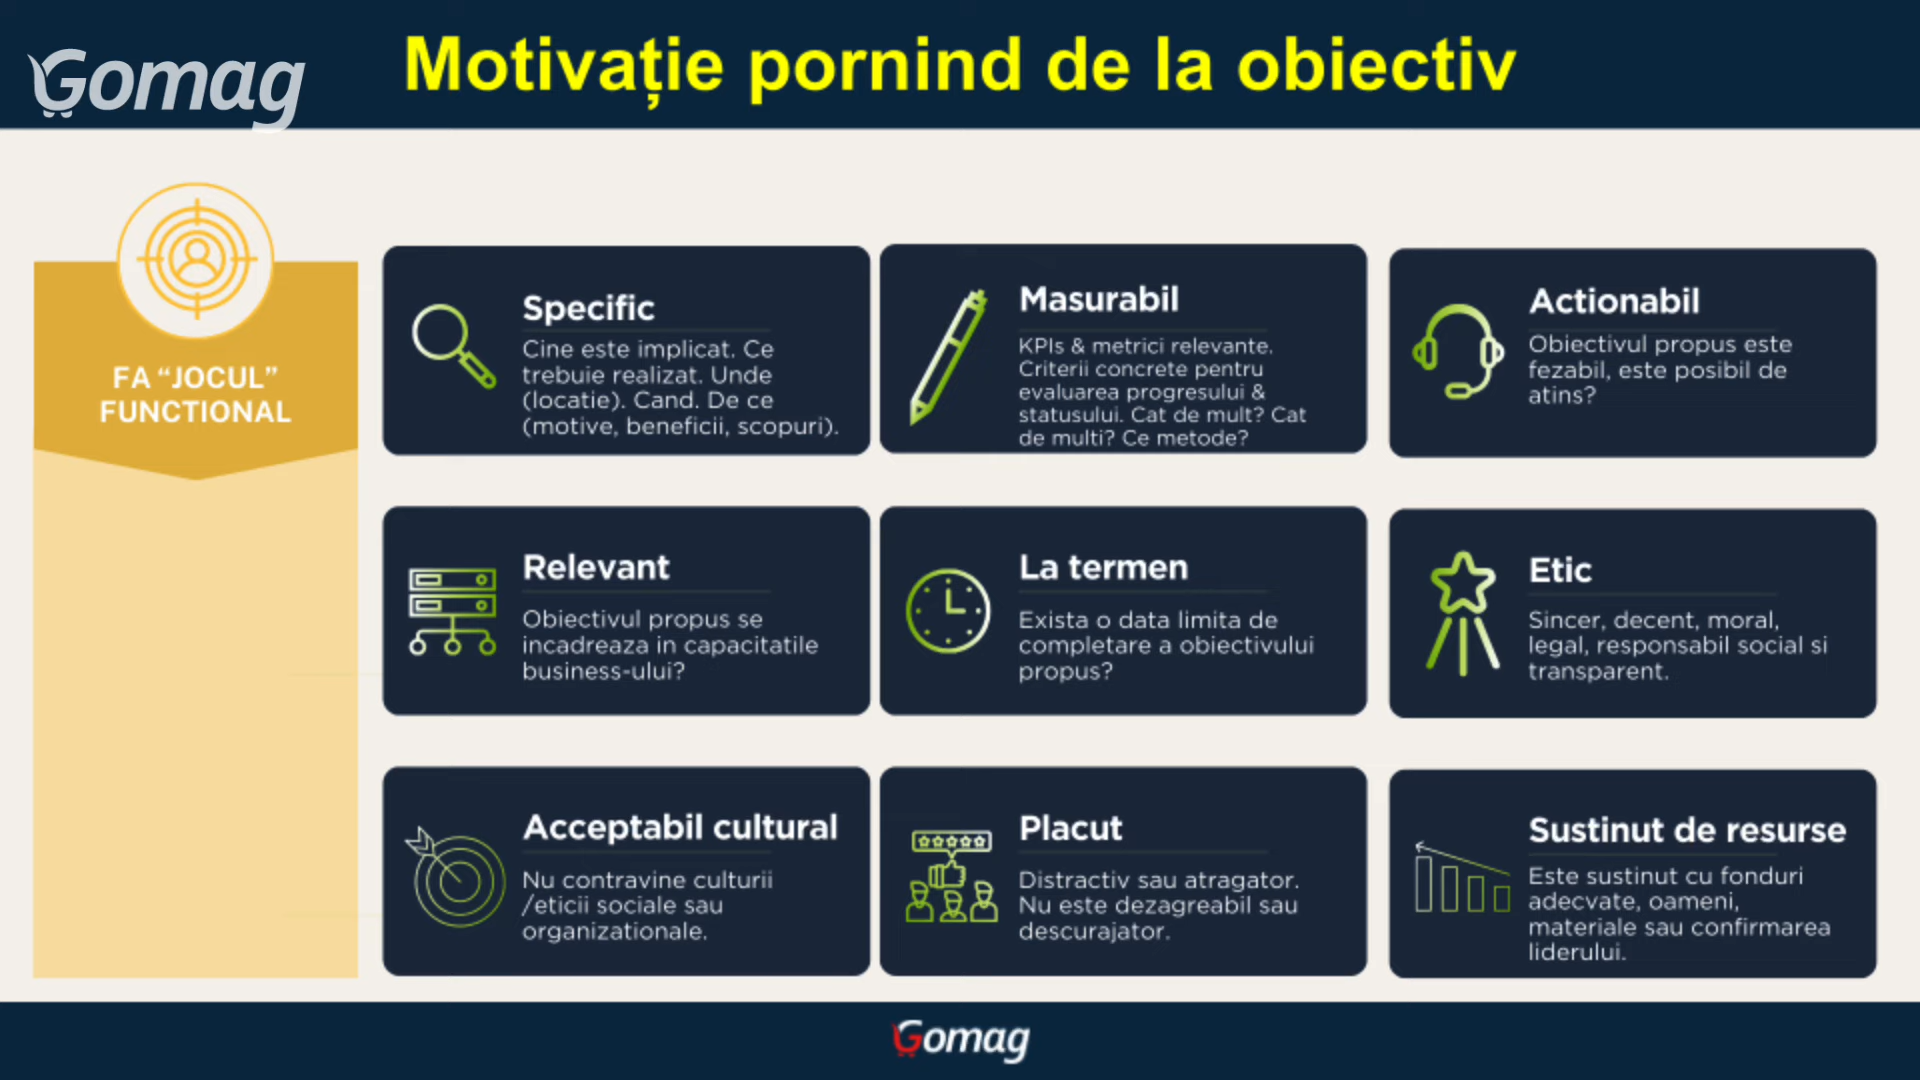 Gomag
Motivație pornind de la obiectiv
FA “JOCUL”
FUNCTIONAL
Specific
Cine este implicat. Ce
trebuie realizat. Unde
(locatie). Cand. De ce
(motive, beneficii, scopuri).
Masurabil
KPIs & metrici relevante.
Criterii concrete pentru
evaluarea progresului &
statusului. Cat de mult? Cat
de multi? Ce metode?
Actionabil
Obiectivul propus este
fezabil, este posibil de
atins?
Relevant
Obiectivul propus se
incadreaza in capacitatile
business-ului?
La termen
Exista o data limita de
completare a obiectivului
propus?
Etic
Sincer, decent, moral,
legal, responsabil social si
transparent.
Acceptabil cultural
Nu contravine culturii
/eticii sociale sau
organizationale.
Placut
Distractiv sau atragator.
Nu este dezagreabil sau
descurajator.
Sustinut de resurse
Este sustinut cu fonduri
adecvate, oameni,
materiale sau confirmarea
liderului.
Gomag